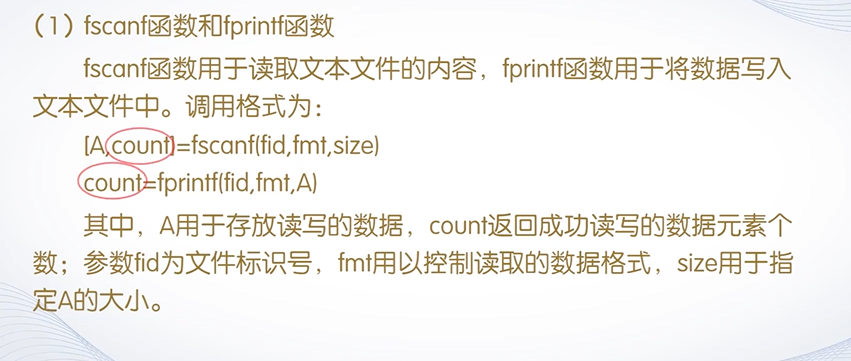 （1）fscanf函数和fprintf函数
fscanf函数用于读取文本文件的内容，fprintf函数用于将数据写入
文本文件中。调用格式为：
[A,count]=fscanf(fid,fmt,size)
count=fprintf(fid,fmt,A)
其中，A用于存放读写的数据，count返回成功读写的数据元素个
数；参数fid为文件标识号，fmt用以控制读取的数据格式，size用于指
定A的大小。